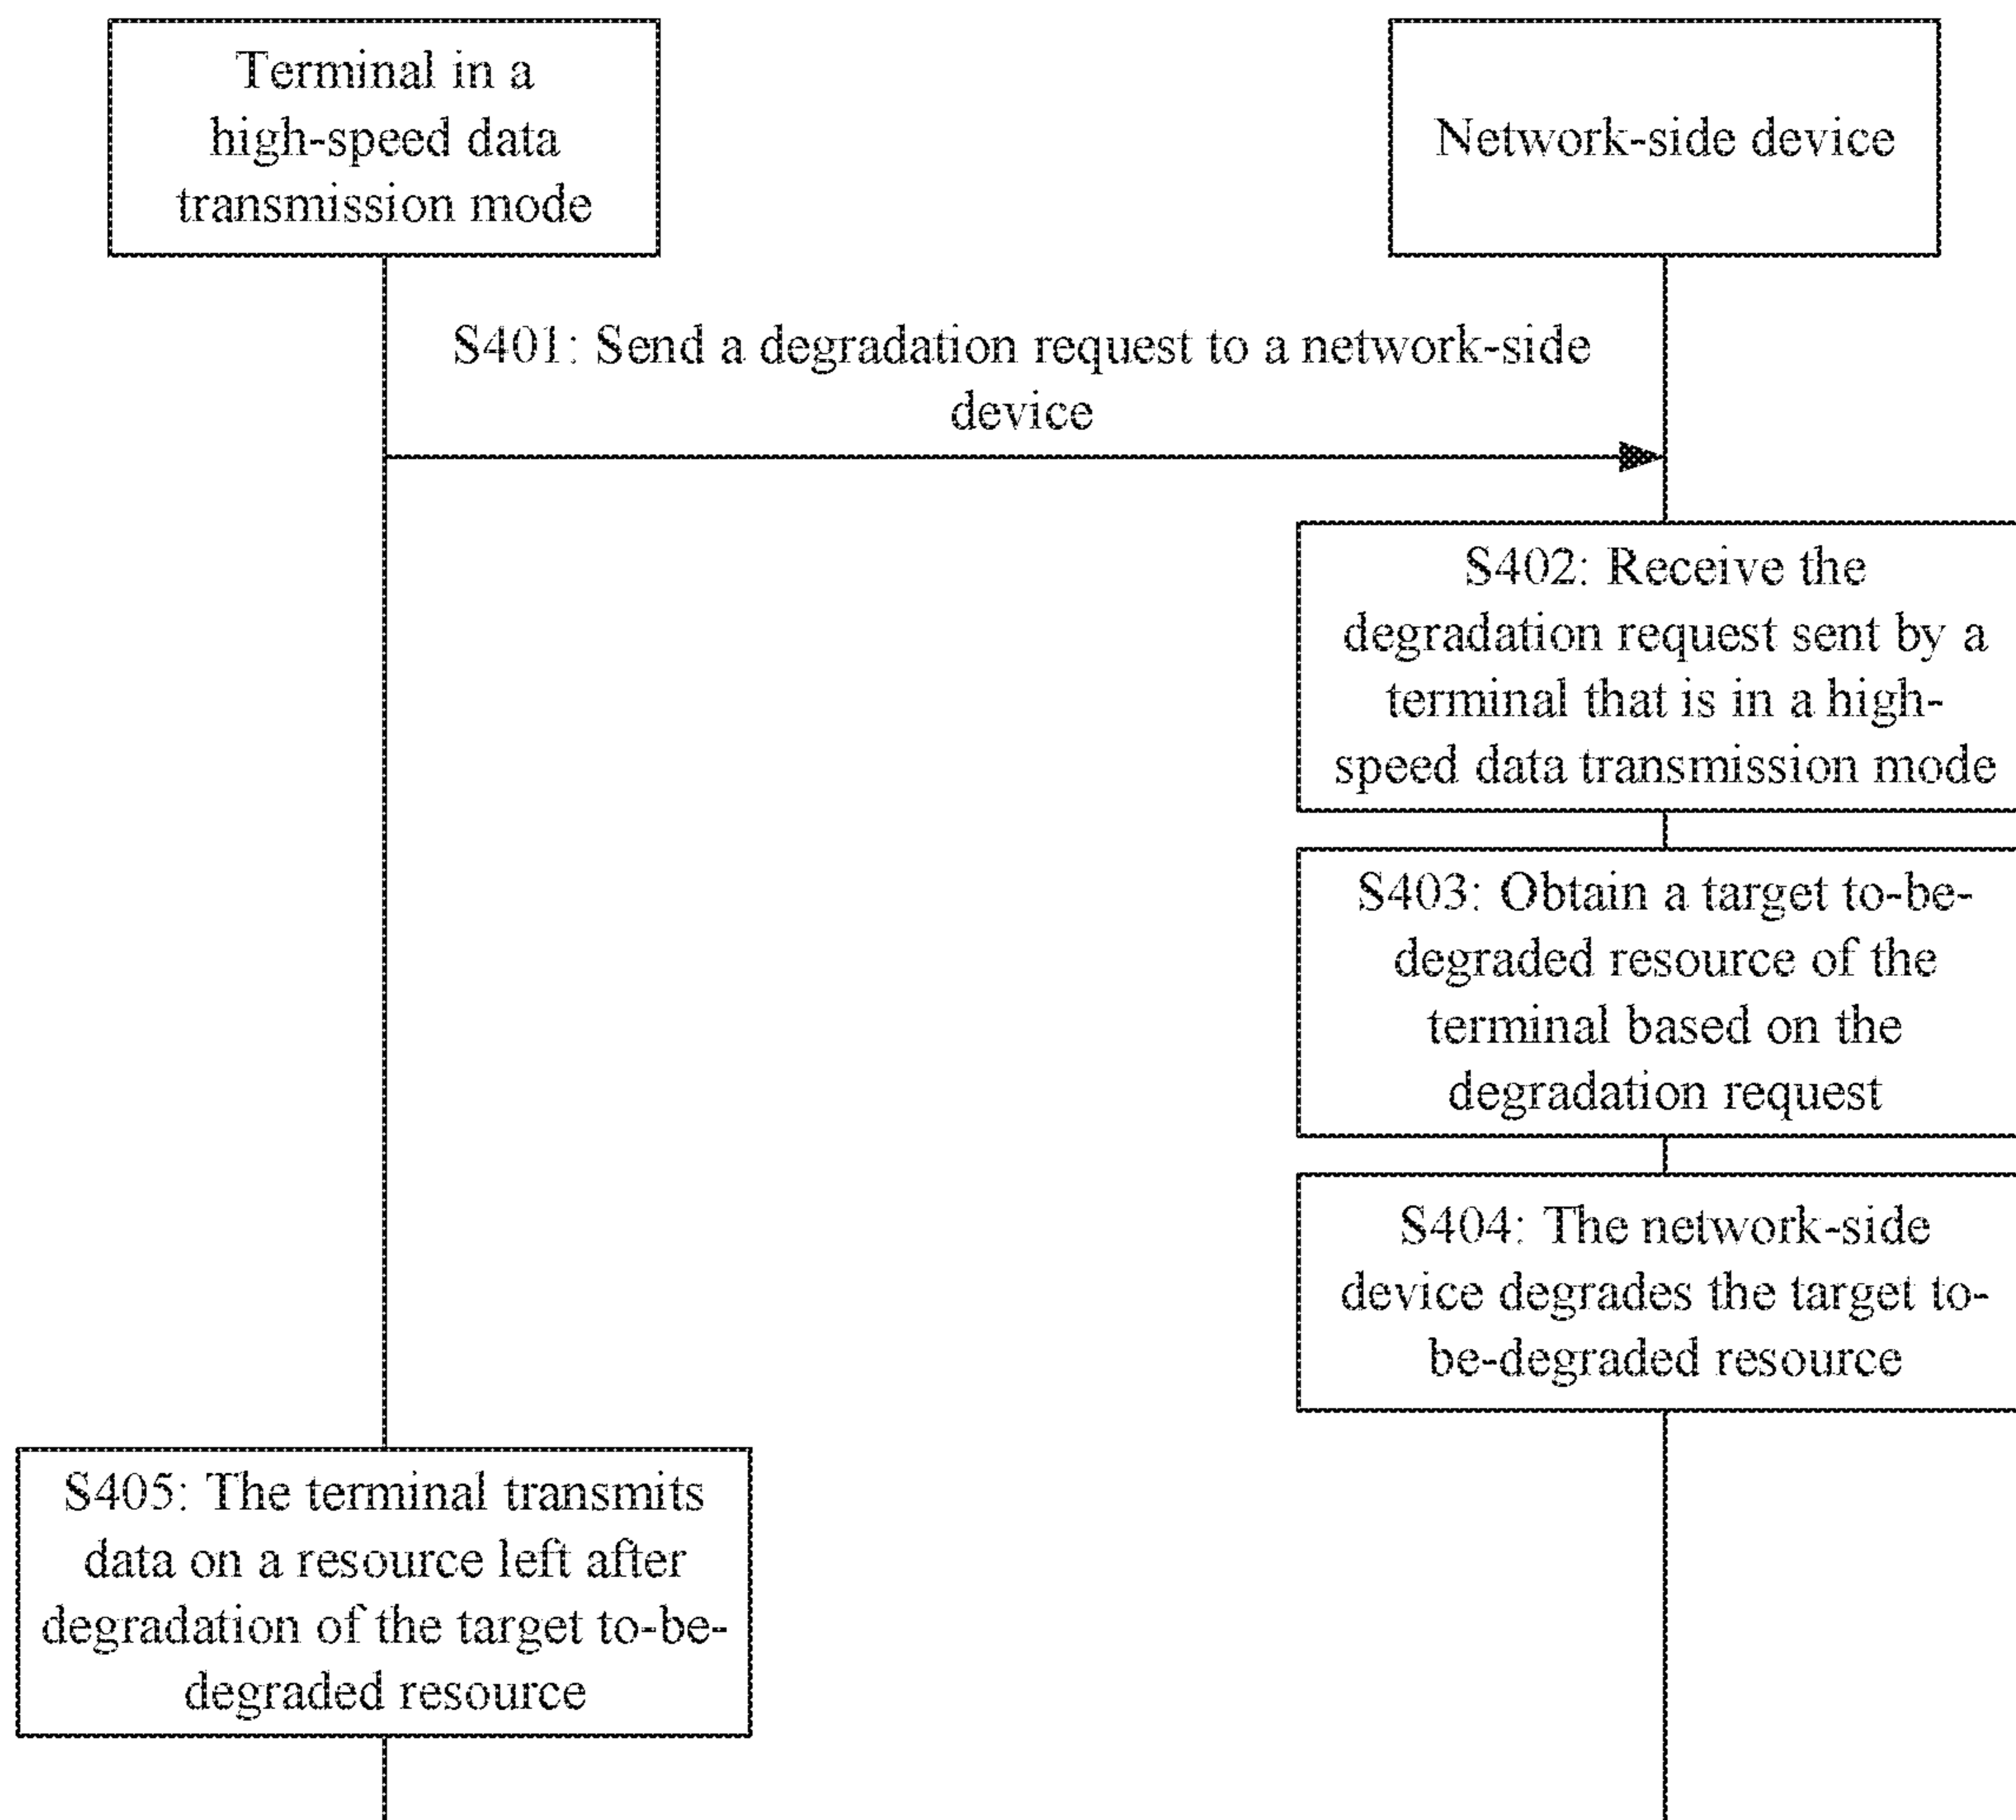 Terminal in a
high-speed data
transmission mode
Network-side device
S401: Send a degradation request to a network-side
device
S402: Receive the
degradation request sent by a
terminal that is in a high-
speed data transmission mode
S403: Obtain a target to-be-
degraded resource of the
terminal based on the
degradation request
S404: The network-side
device degrades the target to-
be-degraded resource
S405: The terminal transmits
data on a resource left after
degradation of the target to-be-
degraded resource